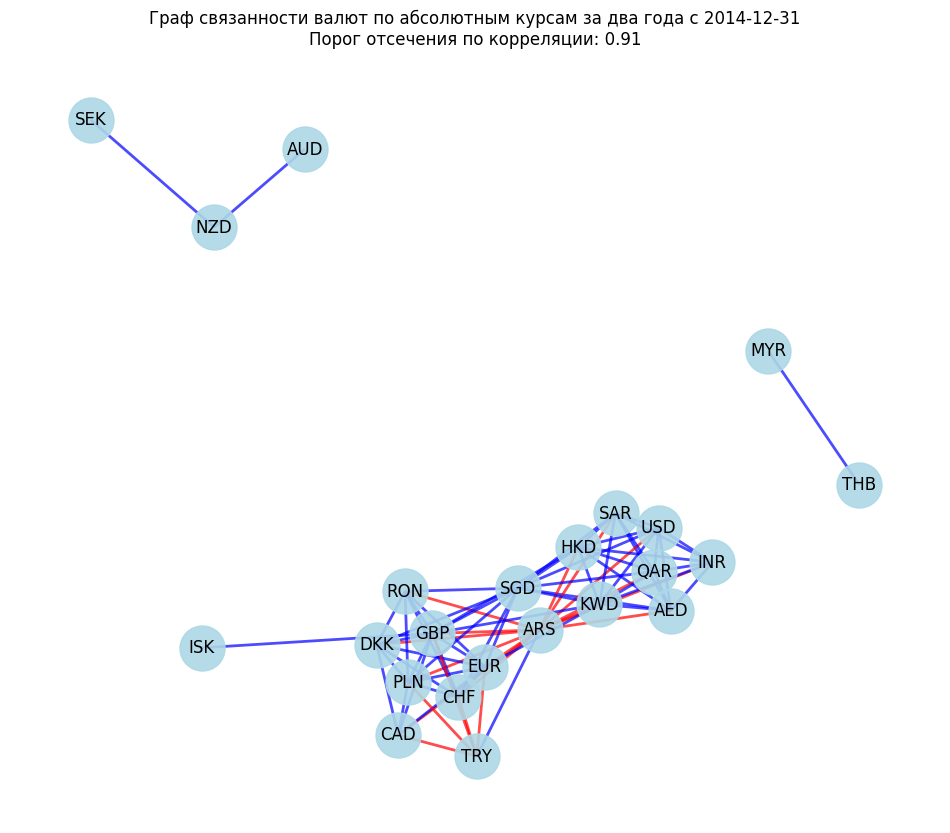 Граф связанности валют по абсолютным курсам за два года с 2014-12-31
Порог отсечения по корреляции: 0.91
SEK
AUD
NZD
MYR
THB
SAR
USD
HKD
INR
QAR
SGD
RON
KWD
AED
ARS
GBP
DKK
ISK
EUR
PLN
CHF
CAD
TRY